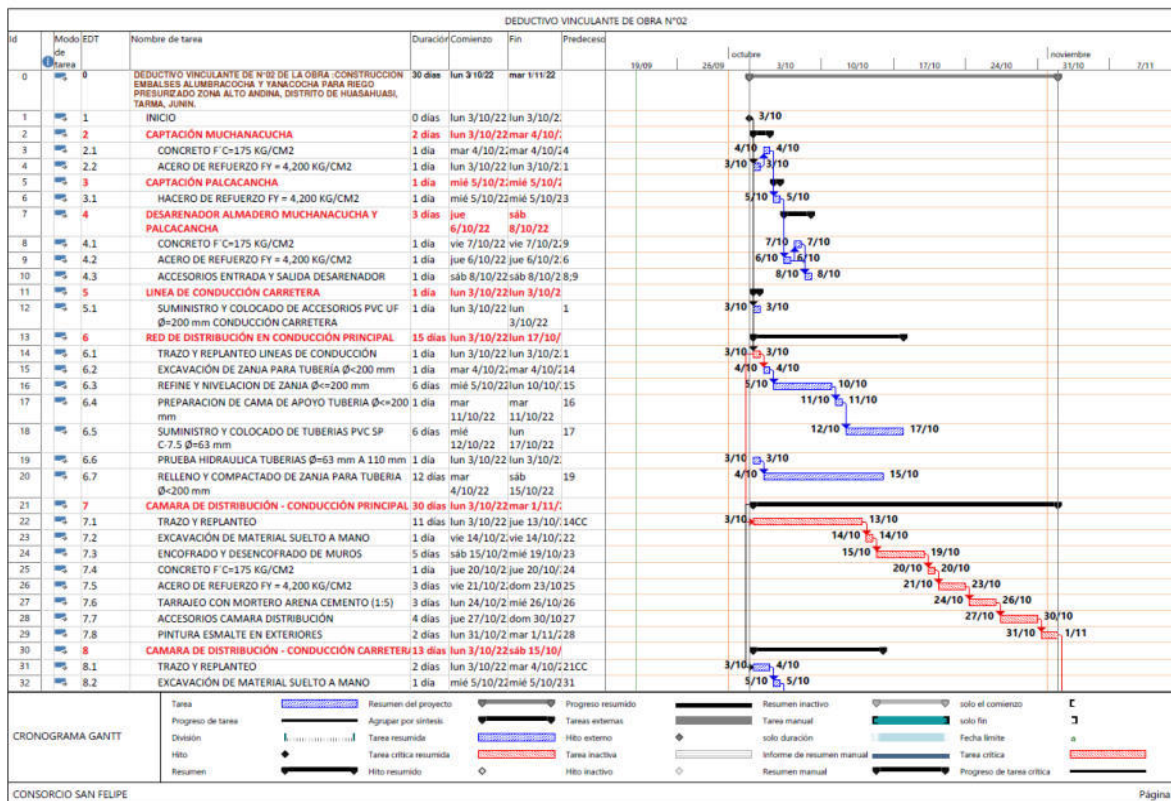 DEDUCTIVO VINCULANTE DE OBRA N°02
Id Modo de tarea EDT Nombre de tarea Duración Comienzo Fin Predeceso
octubre noviembre
19/09 26/09 3/10 10/10 17/10 24/10 31/10 7/11
0 0 DEDUCTIVO VINCULANTE DE N°02 DE LA OBRA :CONSTRUCCION EMBALSES ALUMBRACOCHA Y YANACOCHA PARA RIEGO PRESURIZADO ZONA ALTO ANDINA, DISTRITO DE HUASAHUASI, TARMA, JUNIN. 30 días lun 3/10/22 mar 1/11/22
1 1 INICIO 0 días lun 3/10/22 lun 3/10/2 3/10
2 2 CAPTACIÓN MUCHANACUCHA 2 días lun 3/10/22 mar 4/10/
3 2.1 CONCRETO F´C=175 KG/CM2 1 día mar 4/10/2 mar 4/10/2 4 4/10 4/10
4 2.2 ACERO DE REFUERZO FY = 4,200 KG/CM2 1 día lun 3/10/22 lun 3/10/2 1 3/10 3/10
5 3 CAPTACIÓN PALCACANCHA 1 día mié 5/10/2 mié 5/10/2
6 3.1 HACERO DE REFUERZO FY = 4,200 KG/CM2 1 día mié 5/10/2 mié 5/10/2 3 5/10 5/10
7 4 DESARENADOR ALMADERO MUCHANACUCHA Y PALCACANCHA 3 días jue 6/10/22 sáb 8/10/22
8 4.1 CONCRETO F´C=175 KG/CM2 1 día vie 7/10/22 vie 7/10/2 9 7/10 7/10
9 4.2 ACERO DE REFUERZO FY = 4,200 KG/CM2 1 día jue 6/10/22 jue 6/10/2 6 6/10 6/10
10 4.3 ACCESORIOS ENTRADA Y SALIDA DESARENADOR 1 día sáb 8/10/22 sáb 8/10/2 8;9 8/10 8/10
11 5 LINEA DE CONDUCCIÓN CARRETERA 1 día lun 3/10/22 lun 3/10/2
12 5.1 SUMINISTRO Y COLOCADO DE ACCESORIOS PVC UF Ø=200 mm CONDUCCIÓN CARRETERA 1 día lun 3/10/22 lun 3/10/22 1 3/10 3/10
13 6 RED DE DISTRIBUCIÓN EN CONDUCCIÓN PRINCIPAL 15 días lun 3/10/22 lun 17/10/
14 6.1 TRAZO Y REPLANTEO LINEAS DE CONDUCCIÓN 1 día lun 3/10/22 lun 3/10/2 1 3/10 3/10
15 6.2 EXCAVACIÓN DE ZANJA PARA TUBERÍA Ø<200 mm 1 día mar 4/10/2 mar 4/10/2 14 4/10 4/10
16 6.3 REFINE Y NIVELACION DE ZANJA Ø<=200 mm 6 días mié 5/10/2 lun 10/10/ 15 5/10 10/10
17 6.4 PREPARACION DE CAMA DE APOYO TUBERIA Ø<=200 mm 1 día mar 11/10/22 mar 11/10/22 16 11/10 11/10
18 6.5 SUMINISTRO Y COLOCADO DE TUBERIAS PVC SP C-7.5 Ø=63 mm 6 días mié 12/10/22 lun 17/10/22 17 12/10 17/10
19 6.6 PRUEBA HIDRAULICA TUBERIAS Ø=63 mm A 110 mm 1 día lun 3/10/22 lun 3/10/2 3/10 3/10
20 6.7 RELLENO Y COMPACTADO DE ZANJA PARA TUBERIA Ø<200 mm 12 días mar 4/10/22 sáb 15/10/22 19 4/10 15/10
21 7 CAMARA DE DISTRIBUCIÓN - CONDUCCIÓN PRINCIPAL 30 días lun 3/10/22 mar 1/11/
22 7.1 TRAZO Y REPLANTEO 11 días lun 3/10/22 jue 13/10/ 14CC 3/10 13/10
23 7.2 EXCAVACIÓN DE MATERIAL SUELTO A MANO 1 día vie 14/10/2 vie 14/10/ 22 14/10 14/10
24 7.3 ENCOFRADO Y DESENCOFRADO DE MUROS 5 días sáb 15/10/2 mié 19/10/ 23 15/10 19/10
25 7.4 CONCRETO F´C=175 KG/CM2 1 día jue 20/10/2 jue 20/10/ 24 20/10 20/10
26 7.5 ACERO DE REFUERZO FY = 4,200 KG/CM2 3 días vie 21/10/2 dom 23/10 25 21/10 23/10
27 7.6 TARRAJEO CON MORTERO ARENA CEMENTO (1:5) 3 días lun 24/10/2 mié 26/10/ 26 24/10 26/10
28 7.7 ACCESORIOS CAMARA DISTRIBUCIÓN 4 días jue 27/10/2 dom 30/10 27 27/10 30/10
29 7.8 PINTURA ESMALTE EN EXTERIORES 2 días lun 31/10/2 mar 1/11/2 28 31/10 1/11
30 8 CAMARA DE DISTRIBUCIÓN - CONDUCCIÓN CARRETERA 13 días lun 3/10/22 sáb 15/10/
31 8.1 TRAZO Y REPLANTEO 2 días lun 3/10/22 mar 4/10/2 21CC 3/10 4/10
32 8.2 EXCAVACIÓN DE MATERIAL SUELTO A MANO 1 día mié 5/10/2 mié 5/10/2 31 5/10 5/10
CRONOGRAMA GANTT
Tarea Resumen del proyecto Progreso resumido Resumen inactivo solo el comienzo
Progreso de tarea Agrupar por síntesis Tareas externas Tarea manual solo fin
División Tarea resumida Hito externo solo duración Fecha límite
Hito Tarea crítica resumida Tarea inactiva Informe de resumen manual Tarea crítica
Resumen Hito resumido Hito inactivo Resumen manual Progreso de tarea crítica
CONSORCIO SAN FELIPE Página